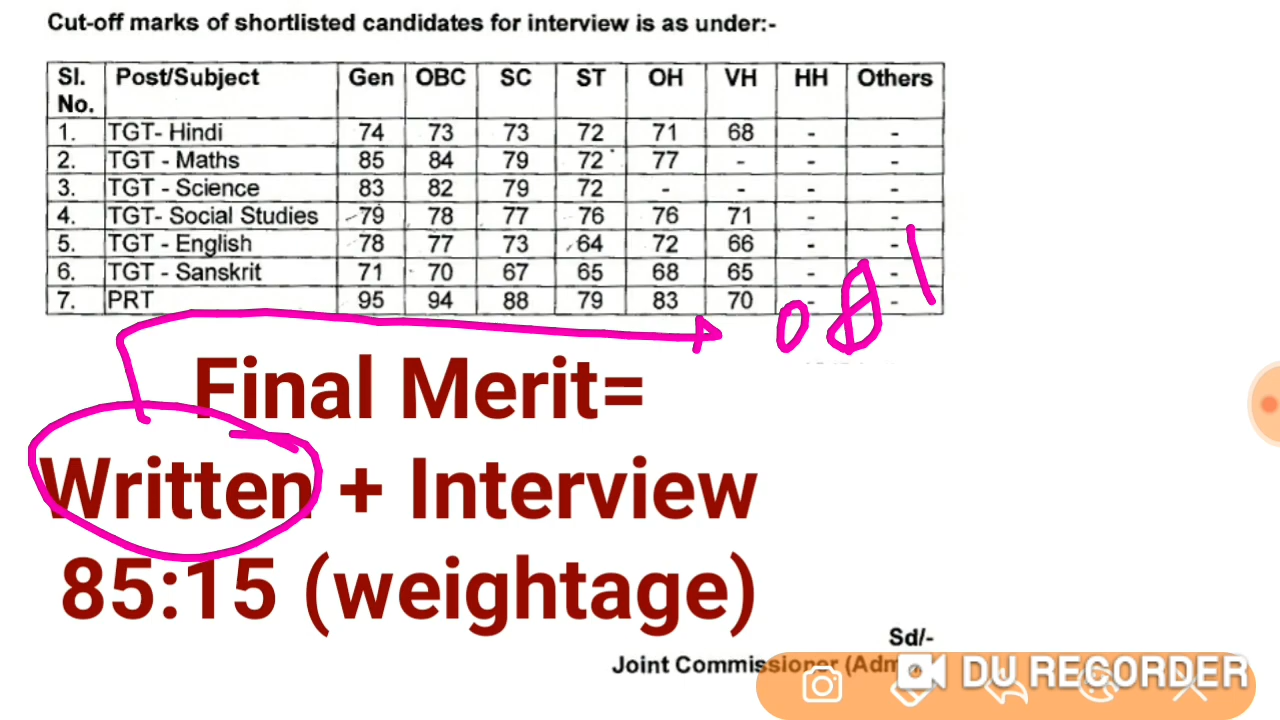 Cut-off marks of shortlisted candidates for interview is as under:-
Sl. No. Post/Subject Gen OBC SC ST OH VH HH Others
1. TGT- Hindi 74 73 73 72 71 68 - -
2. TGT - Maths 85 84 79 72 77 - - -
3. TGT - Science 83 82 79 72 - - - -
4. TGT- Social Studies 79 78 77 76 76 71 - -
5. TGT - English 78 77 73 64 72 66 - -
6. TGT - Sanskrit 71 70 67 65 68 65 - -
7. PRT 95 94 88 79 83 70 - -
Final Merit=
Written + Interview
85:15 (weightage)
Sd/-
Joint Commissioner (Adm
DU RECORDER